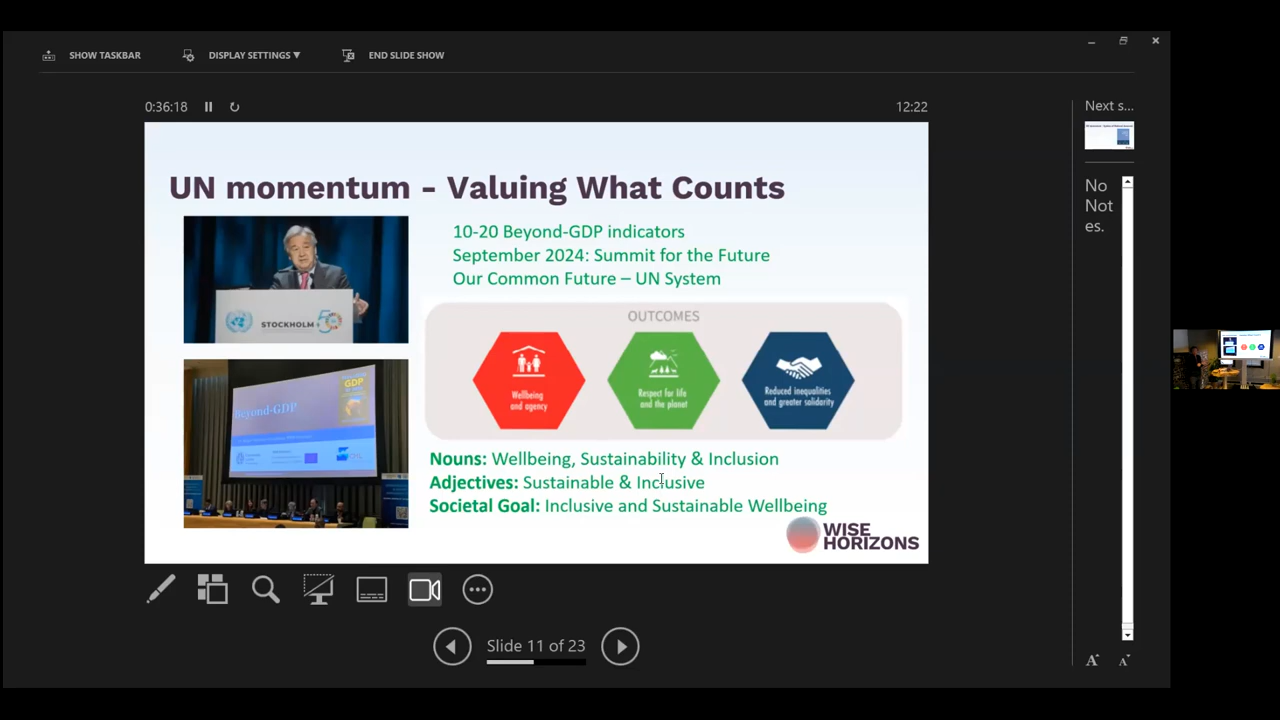 SHOW TASKBAR
DISPLAY SETTINGS ▼
END SLIDE SHOW
0:36:18
12:22
Next s...
UN momentum - Valuing What Counts
10-20 Beyond-GDP indicators
September 2024: Summit for the Future
Our Common Future – UN System
STOCKHOLM+50
OUTCOMES
Wellbeing
and agency
Respect for life
and the planet
Reduced inequalities
and greater solidarity
Beyond-GDP
GDP
Nouns: Wellbeing, Sustainability & Inclusion
Adjectives: Sustainable & Inclusive
Societal Goal: Inclusive and Sustainable Wellbeing
WISE
HORIZONS
No
Not
es.
Slide 11 of 23
A
A